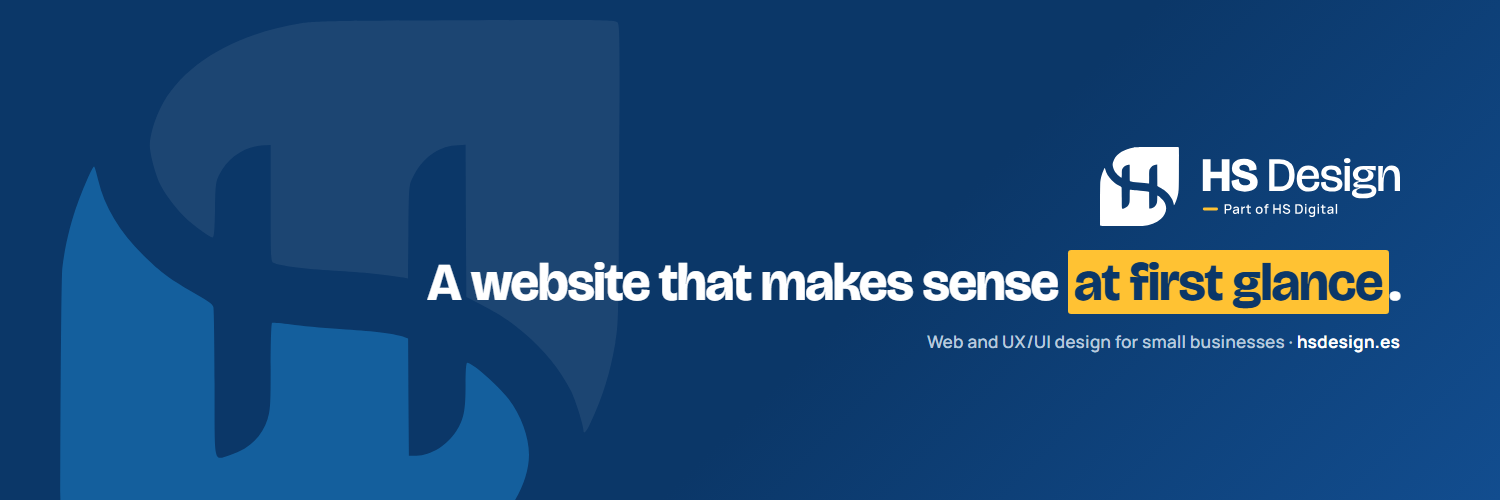 HS Design
Part of HS Digital
A website that makes sense at first glance.
Web and UX/UI design for small businesses · hsdesign.es